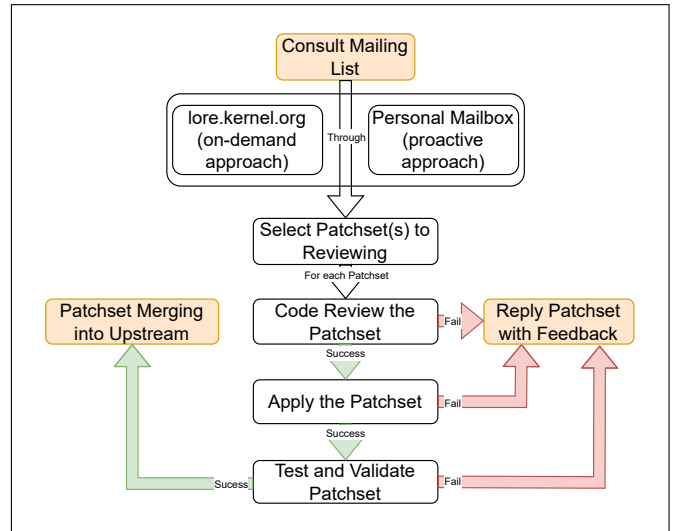 Consult Mailing
List
lore.kernel.org
(on-demand
approach)
Through
Personal Mailbox
(proactive
approach)
Select Patchset(s) to
Reviewing
For each Patchset
Patchset Merging
into Upstream
Code Review the
Patchset
Fail
Reply Patchset
with Feedback
Success
Apply the Patchset
Fail
Success
Sucess
Test and Validate
Patchset
Fail